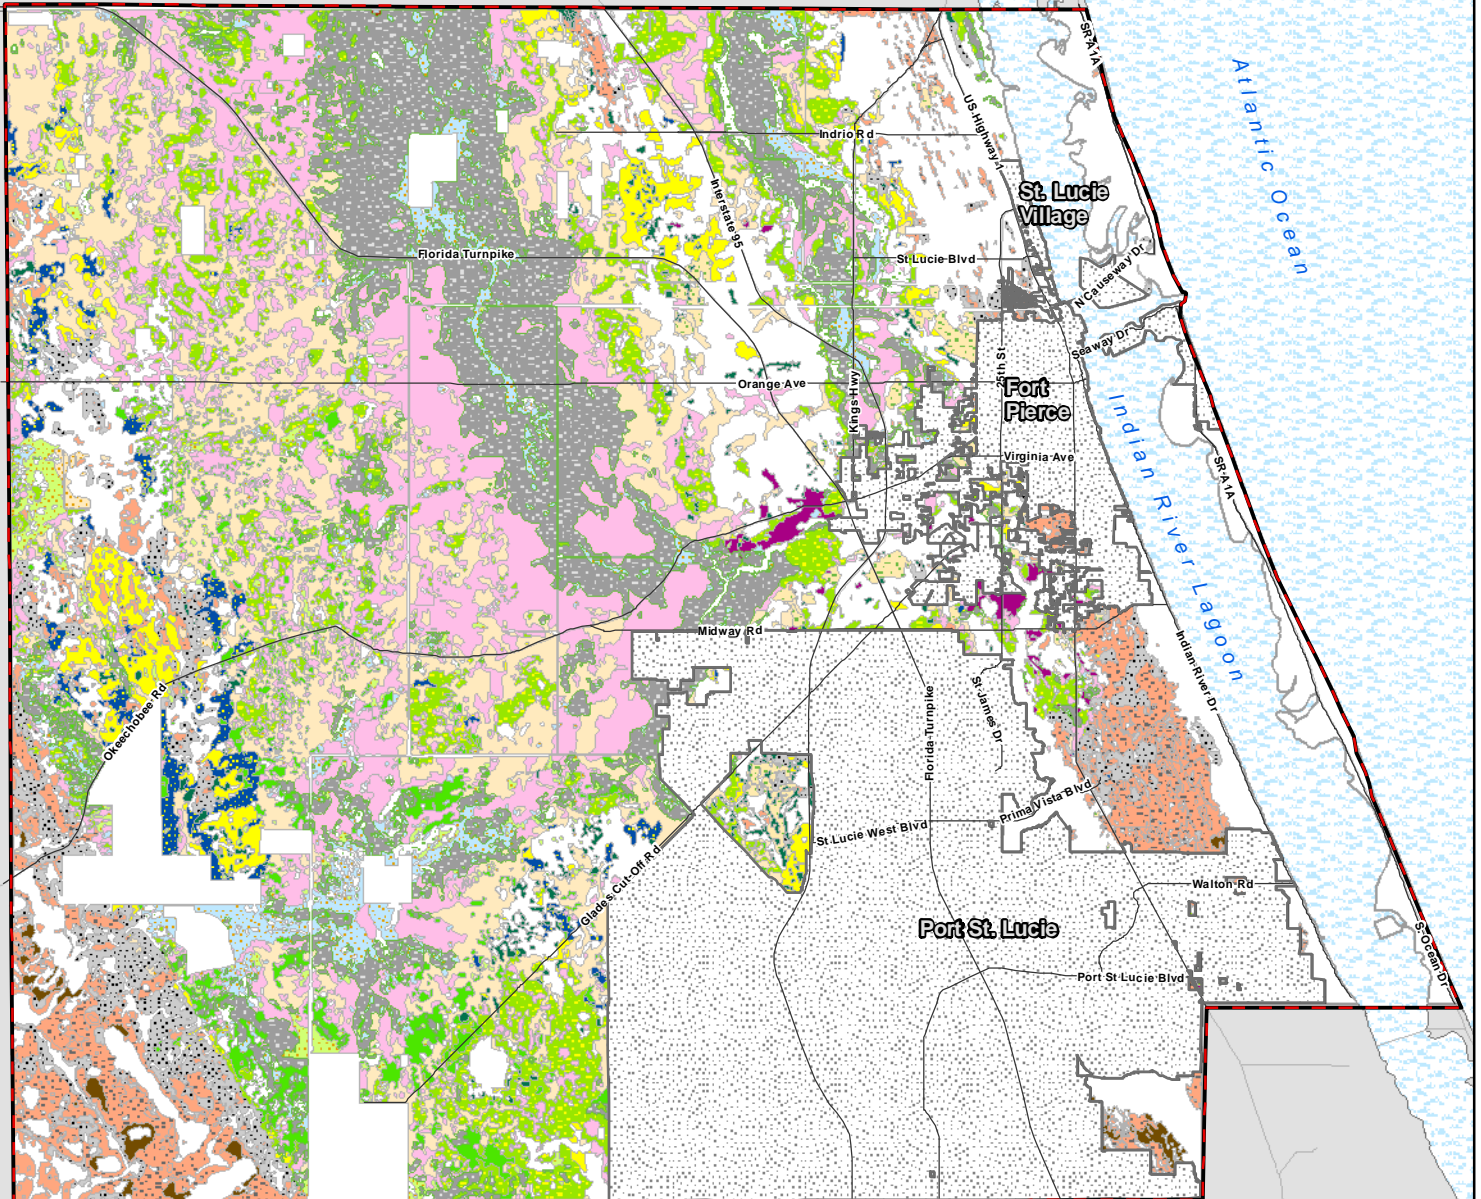 SR A 1A
Atlantic Ocean
US Highway 1
Indrio Rd
Interstate 95
St. Lucie
Village
Florida Turnpike
St Lucie Blvd
N Causeway Dr
Seaway Dr
25th St
Orange Ave
Kings Hwy
Fort
Pierce
Indian River Lagoon
Virginia Ave
SR A 1A
Midway Rd
Indian River Dr
St James Dr
Florida Turnpike
Okeechobee Rd
Prima Vista Blvd
St Lucie West Blvd
Glades Cut-Off Rd
Walton Rd
Port St. Lucie
S Ocean Dr
Port St Lucie Blvd